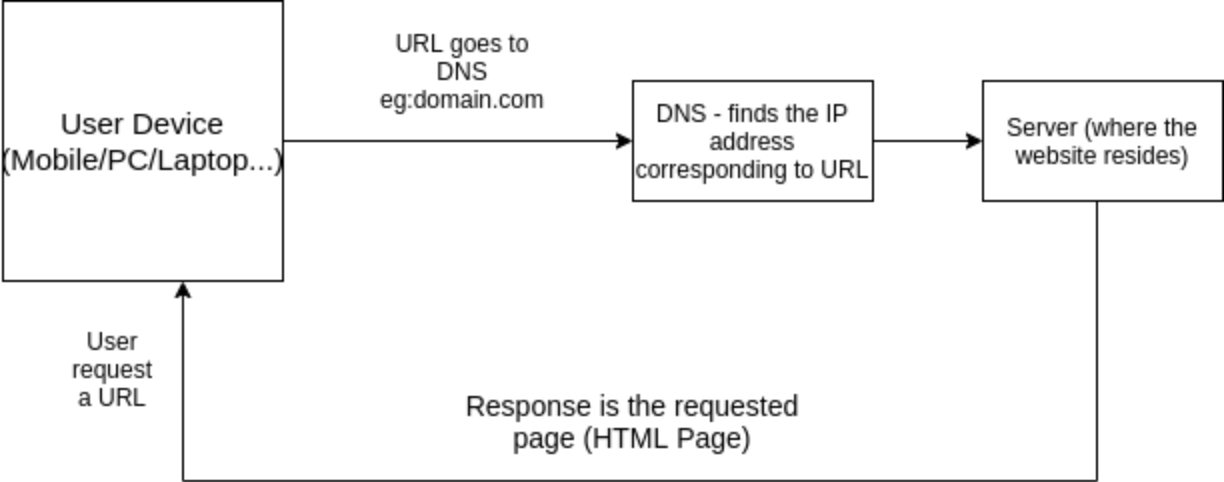 User Device
(Mobile/PC/Laptop...)
URL goes to
DNS
eg:domain.com
DNS - finds the IP
address
corresponding to URL
Server (where the
website resides)
User
request
a URL
Response is the requested
page (HTML Page)